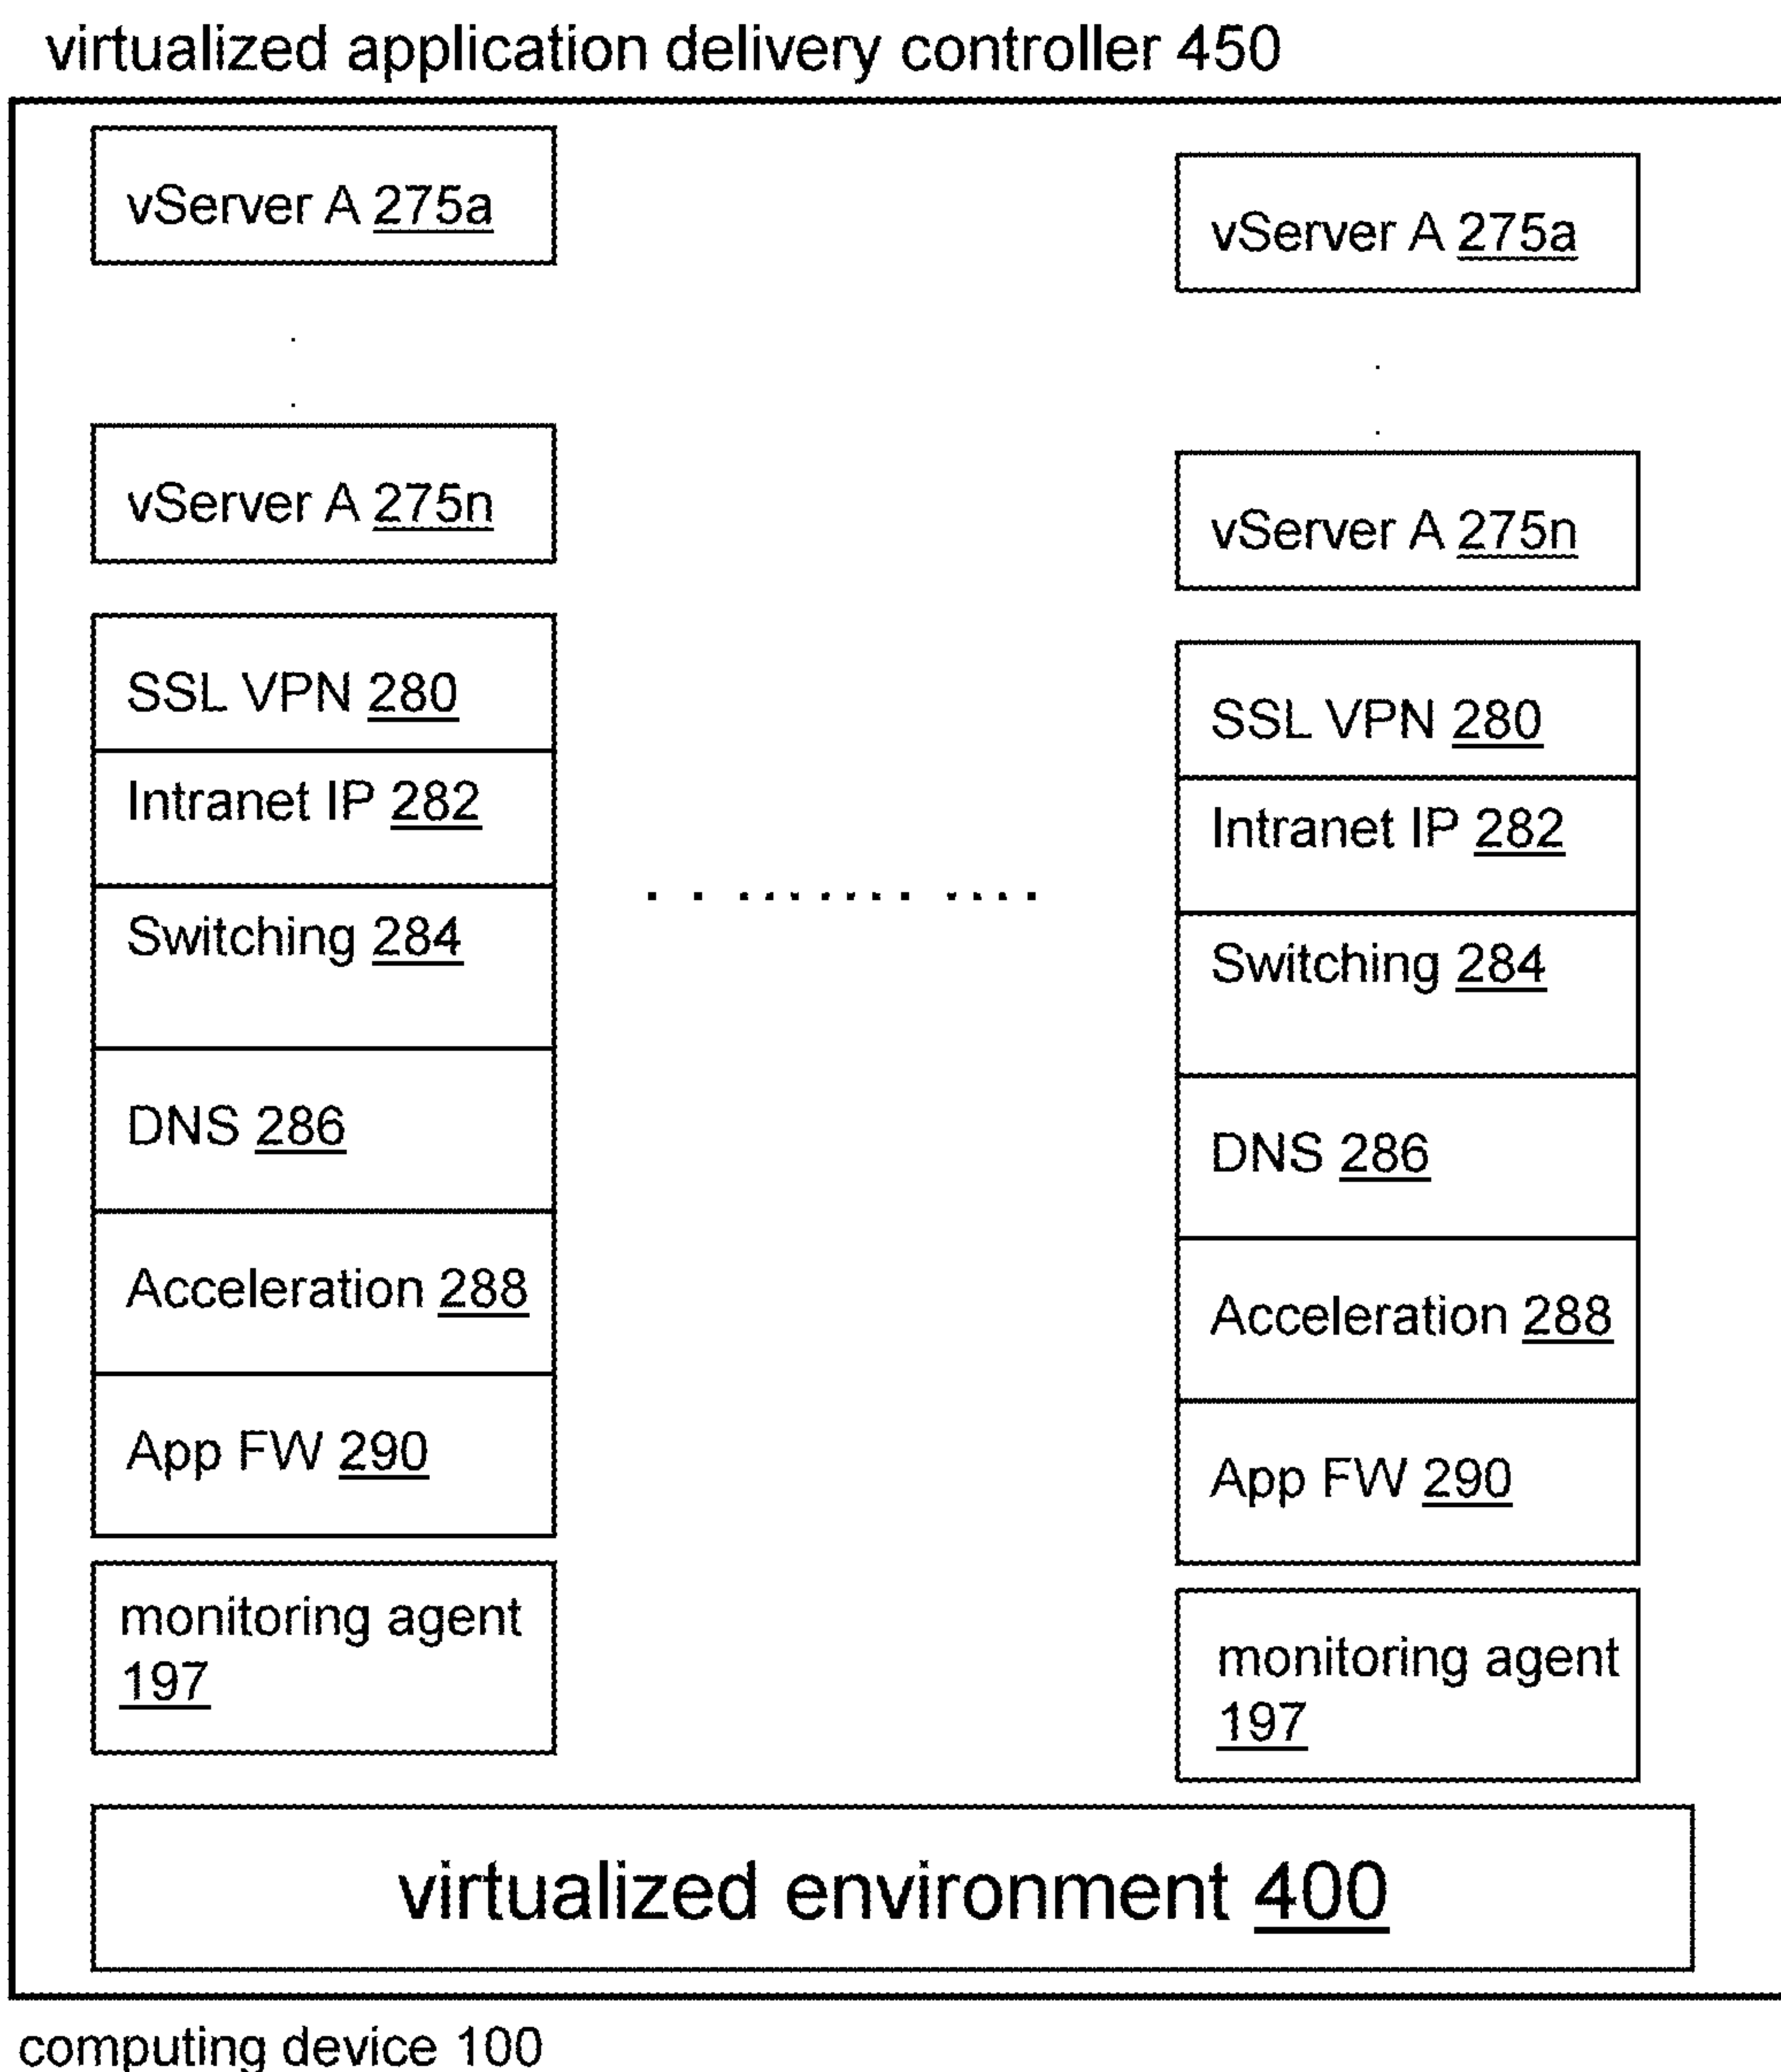 virtualized application delivery controller 450
vServer A 275a
vServer A 275n
SSL VPN 280
Intranet IP 282
Switching 284
DNS 286
Acceleration 288
App FW 290
monitoring agent
197
vServer A 275a
vServer A 275n
SSL VPN 280
Intranet IP 282
Switching 284
DNS 286
Acceleration 288
App FW 290
monitoring agent
197
virtualized environment 400
computing device 100